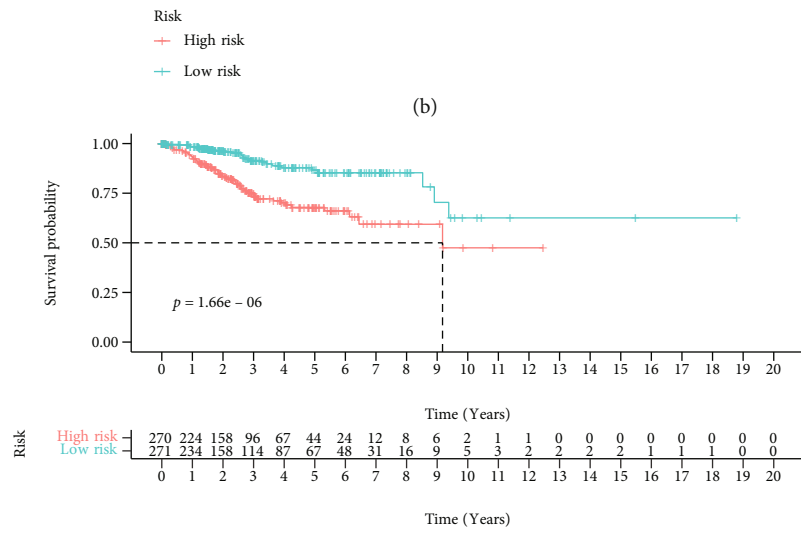 Risk
High risk
Low risk
(b)
Survival probability
1.00
0.75
0.50
0.25
0.00
p = 1.66e – 06
0 1 2 3 4 5 6 7 8 9 10 11 12 13 14 15 16 17 18 19 20
Time (Years)
Risk
High risk 270 224 158 96 67 44 24 12 8 6 2 1 1 0 0 0 0 0 0 0 0
Low risk 271 234 158 114 87 67 48 31 16 9 5 3 2 2 2 2 1 1 1 0 0
0 1 2 3 4 5 6 7 8 9 10 11 12 13 14 15 16 17 18 19 20
Time (Years)